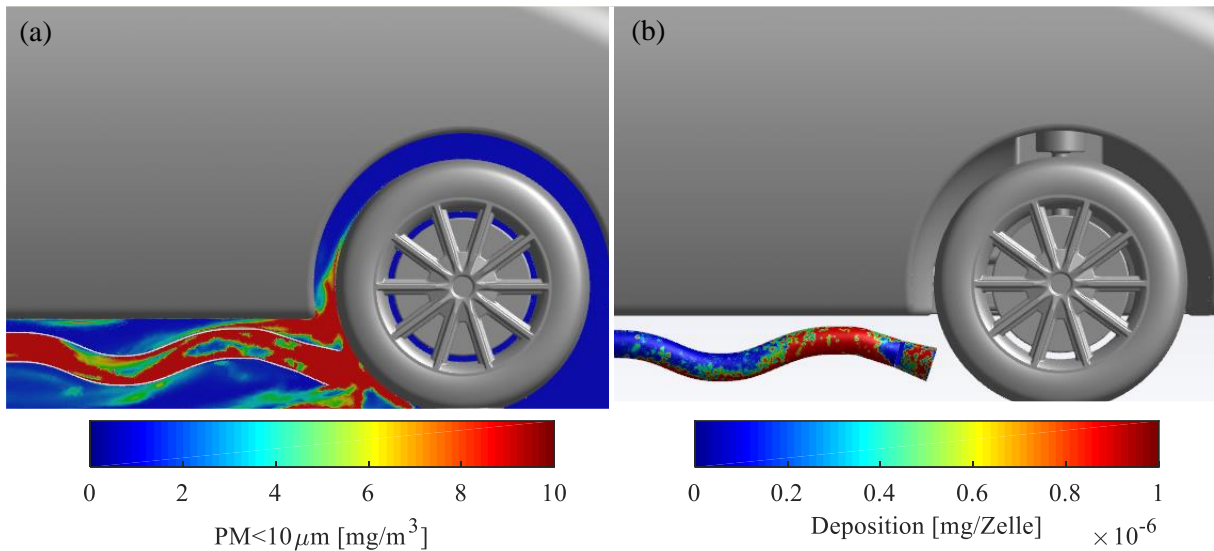 (a)
(b)
0 2 4 6 8 10
PM<10μm [mg/m³]
0 0.2 0.4 0.6 0.8 1
Deposition [mg/Zelle]
×10⁻⁶